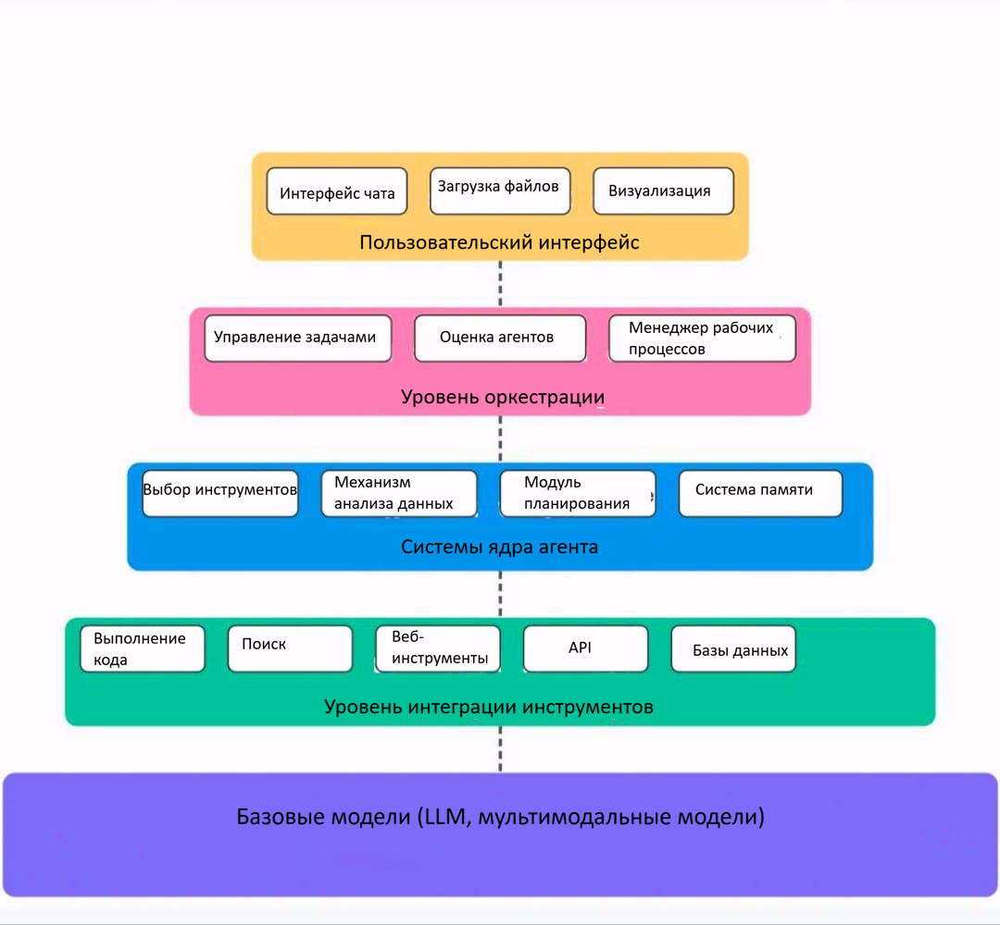 Интерфейс чата
Загрузка файлов
Визуализация
Пользовательский интерфейс
Управление задачами
Оценка агентов
Менеджер рабочих
процессов
Уровень оркестрации
Выбор инструментов
Механизм
анализа данных
Модуль
планирования
Система памяти
Системы ядра агента
Выполнение
кода
Поиск
Веб-
инструменты
API
Базы данных
Уровень интеграции инструментов
Базовые модели (LLM, мультимодальные модели)